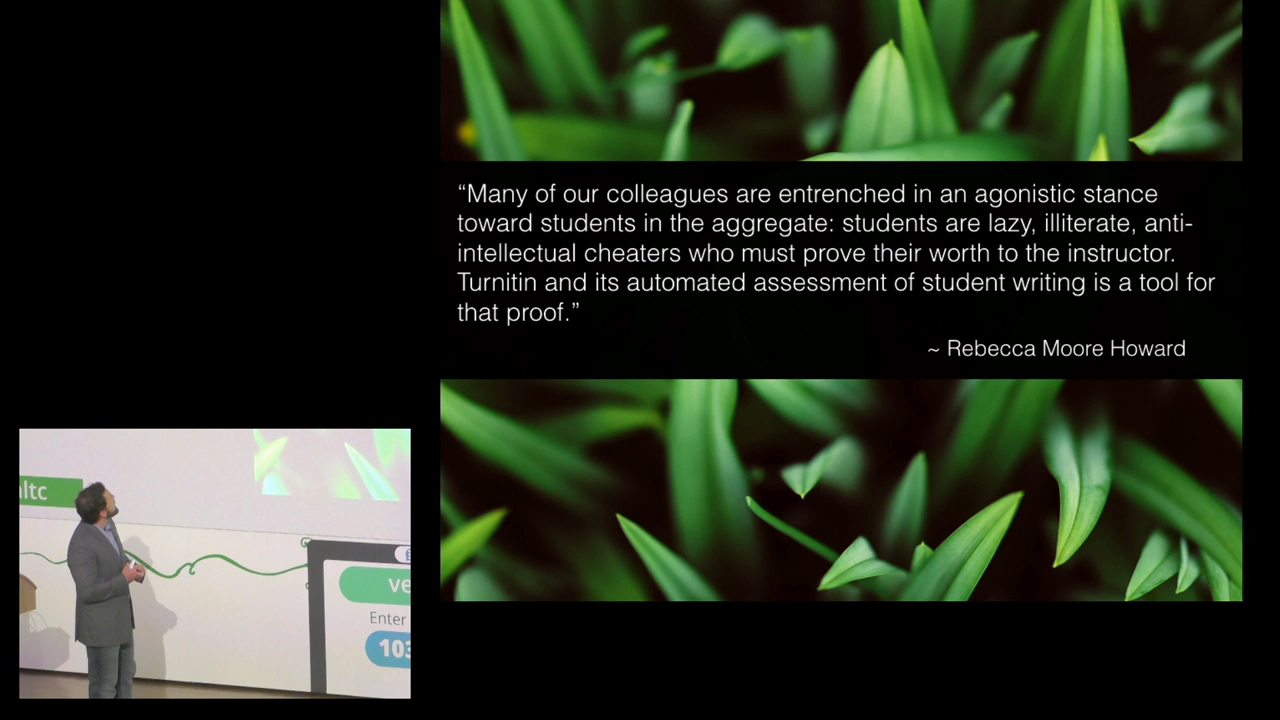 “Many of our colleagues are entrenched in an agonistic stance
toward students in the aggregate: students are lazy, illiterate, anti-
intellectual cheaters who must prove their worth to the instructor.
Turnitin and its automated assessment of student writing is a tool for
that proof.”
~ Rebecca Moore Howard
ltc
ve
Enter
103